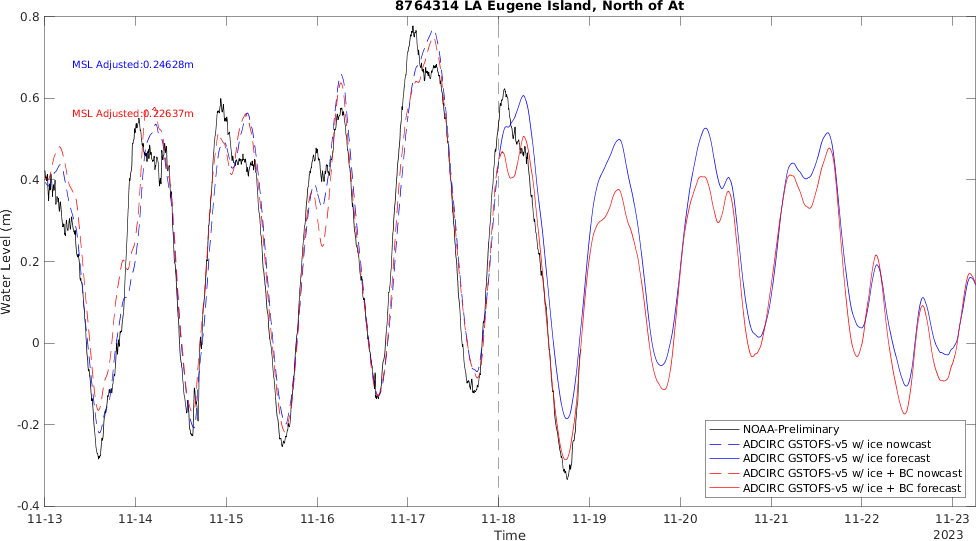 8764314 LA Eugene Island, North of At
0.8
0.6
0.4
0.2
0
-0.2
-0.4
Water Level (m)
MSL Adjusted:0.24628m
MSL Adjusted:0.22637m
NOAA-Preliminary
ADCIRC GSTOFS-v5 w/ ice nowcast
ADCIRC GSTOFS-v5 w/ ice forecast
ADCIRC GSTOFS-v5 w/ ice + BC nowcast
ADCIRC GSTOFS-v5 w/ ice + BC forecast
11-13 11-14 11-15 11-16 11-17 11-18 11-19 11-20 11-21 11-22 11-23
Time 2023